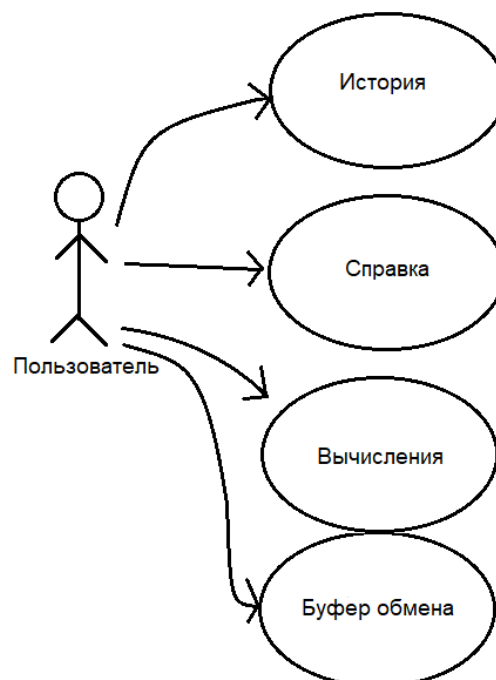 История
Справка
Пользователь
Вычисления
Буфер обмена